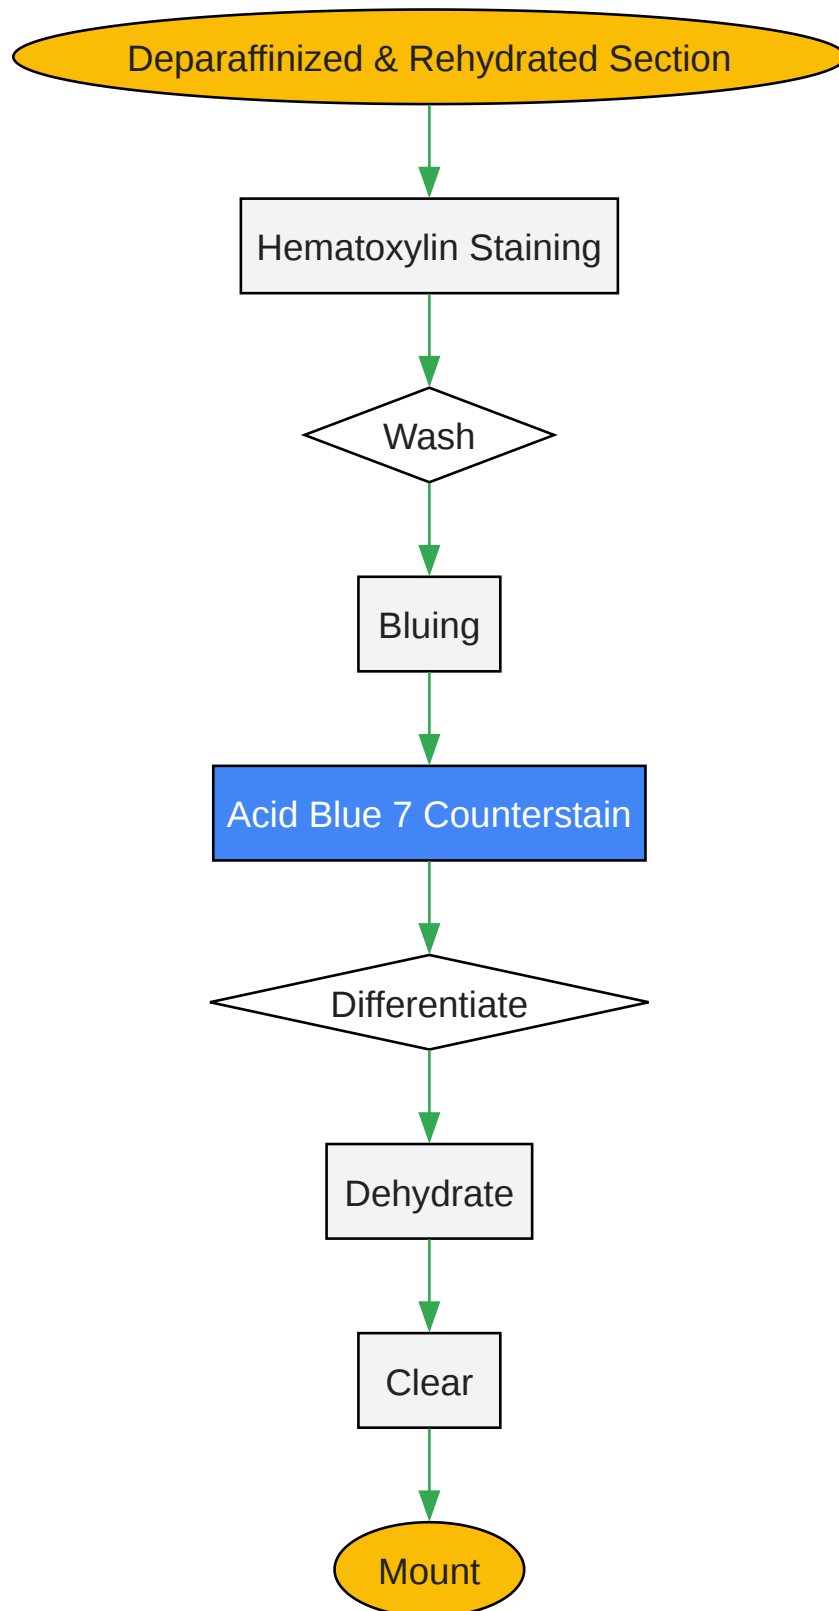 Deparaffinized & Rehydrated Section
Hematoxylin Staining
Wash
Bluing
Acid Blue 7 Counterstain
Differentiate
Dehydrate
Clear
Mount